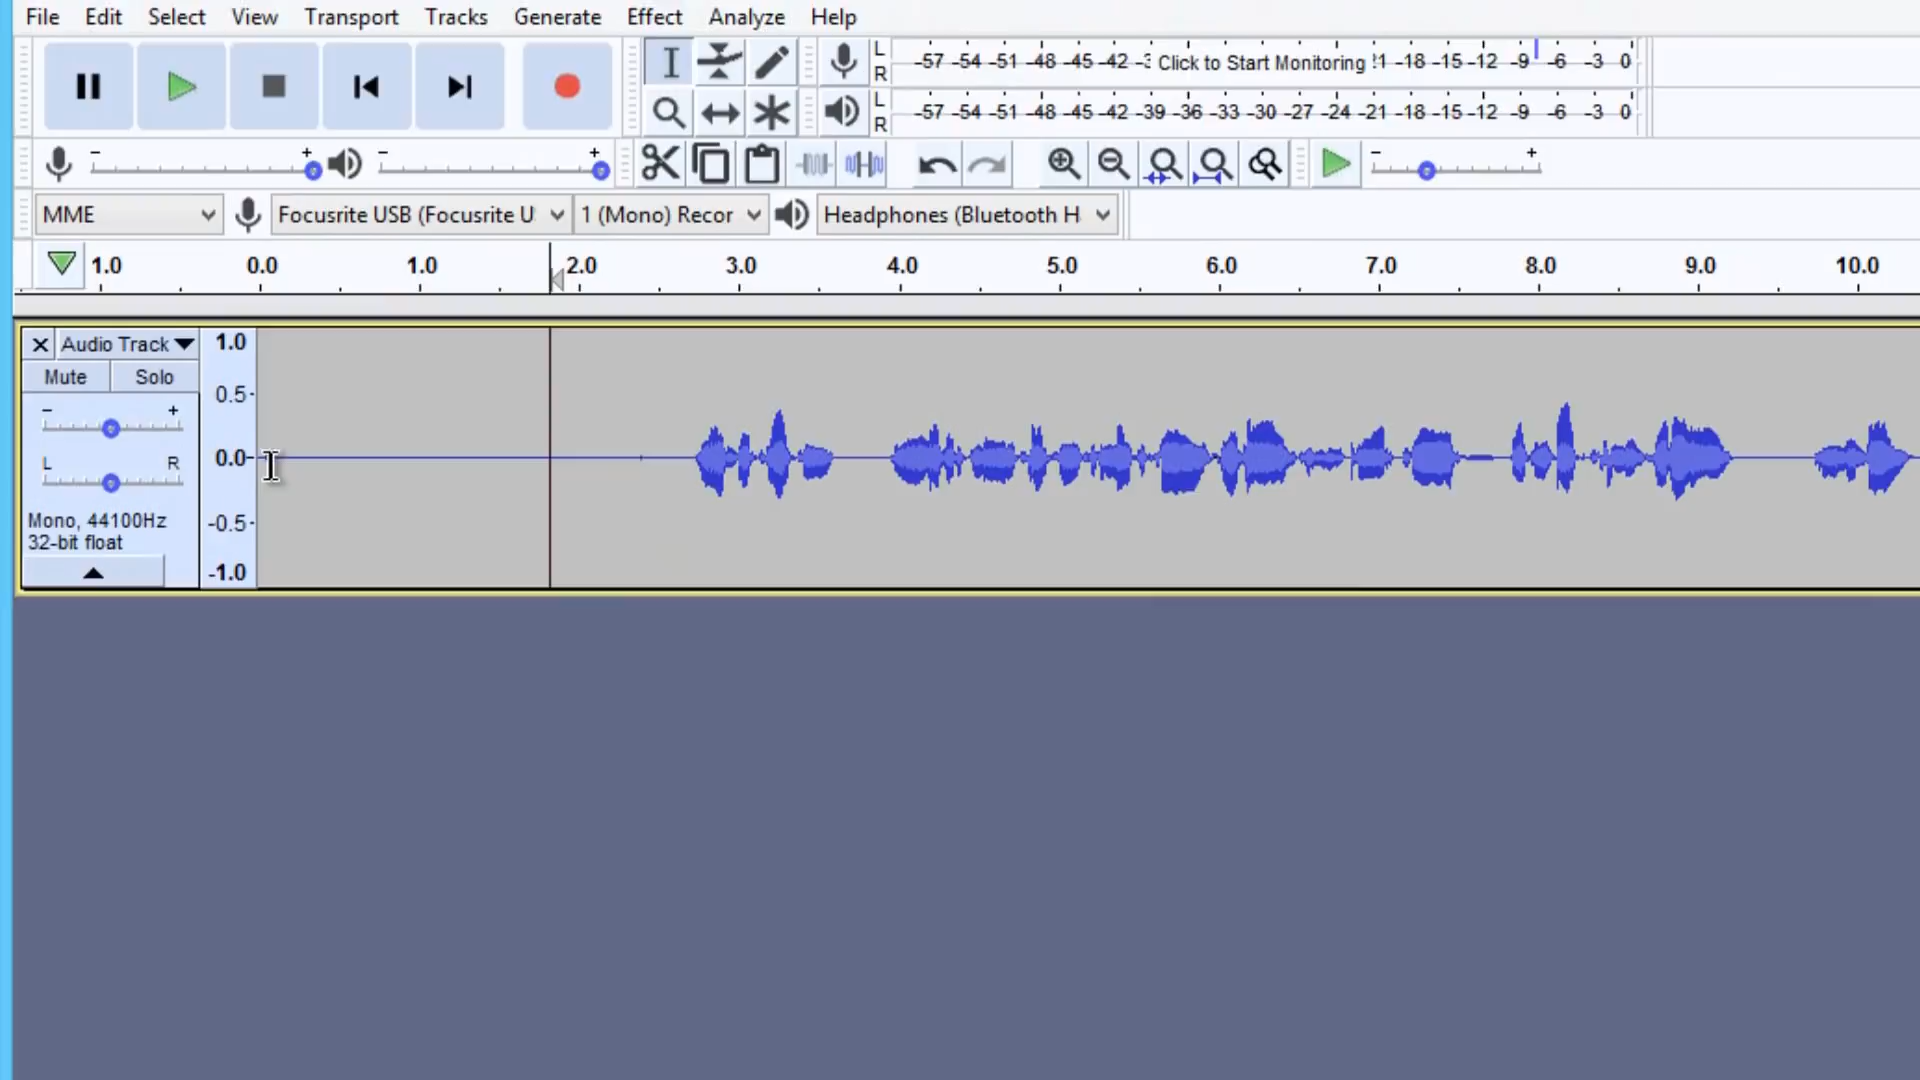 File Edit Select View Transport Tracks Generate Effect Analyze Help
L
R
-57 -54 -51 -48 -45 -42 Click to Start Monitoring -18 -15 -12 -9 -6 -3 0
L
R
-57 -54 -51 -48 -45 -42 -39 -36 -33 -30 -27 -24 -21 -18 -15 -12 -9 -6 -3 0
- + - + - +
MME Focusrite USB (Focusrite U 1 (Mono) Recor Headphones (Bluetooth H
1.0 0.0 1.0 2.0 3.0 4.0 5.0 6.0 7.0 8.0 9.0 10.0
Audio Track
Mute Solo
- +
L R
Mono, 44100Hz
32-bit float
1.0
0.5
0.0
-0.5
-1.0